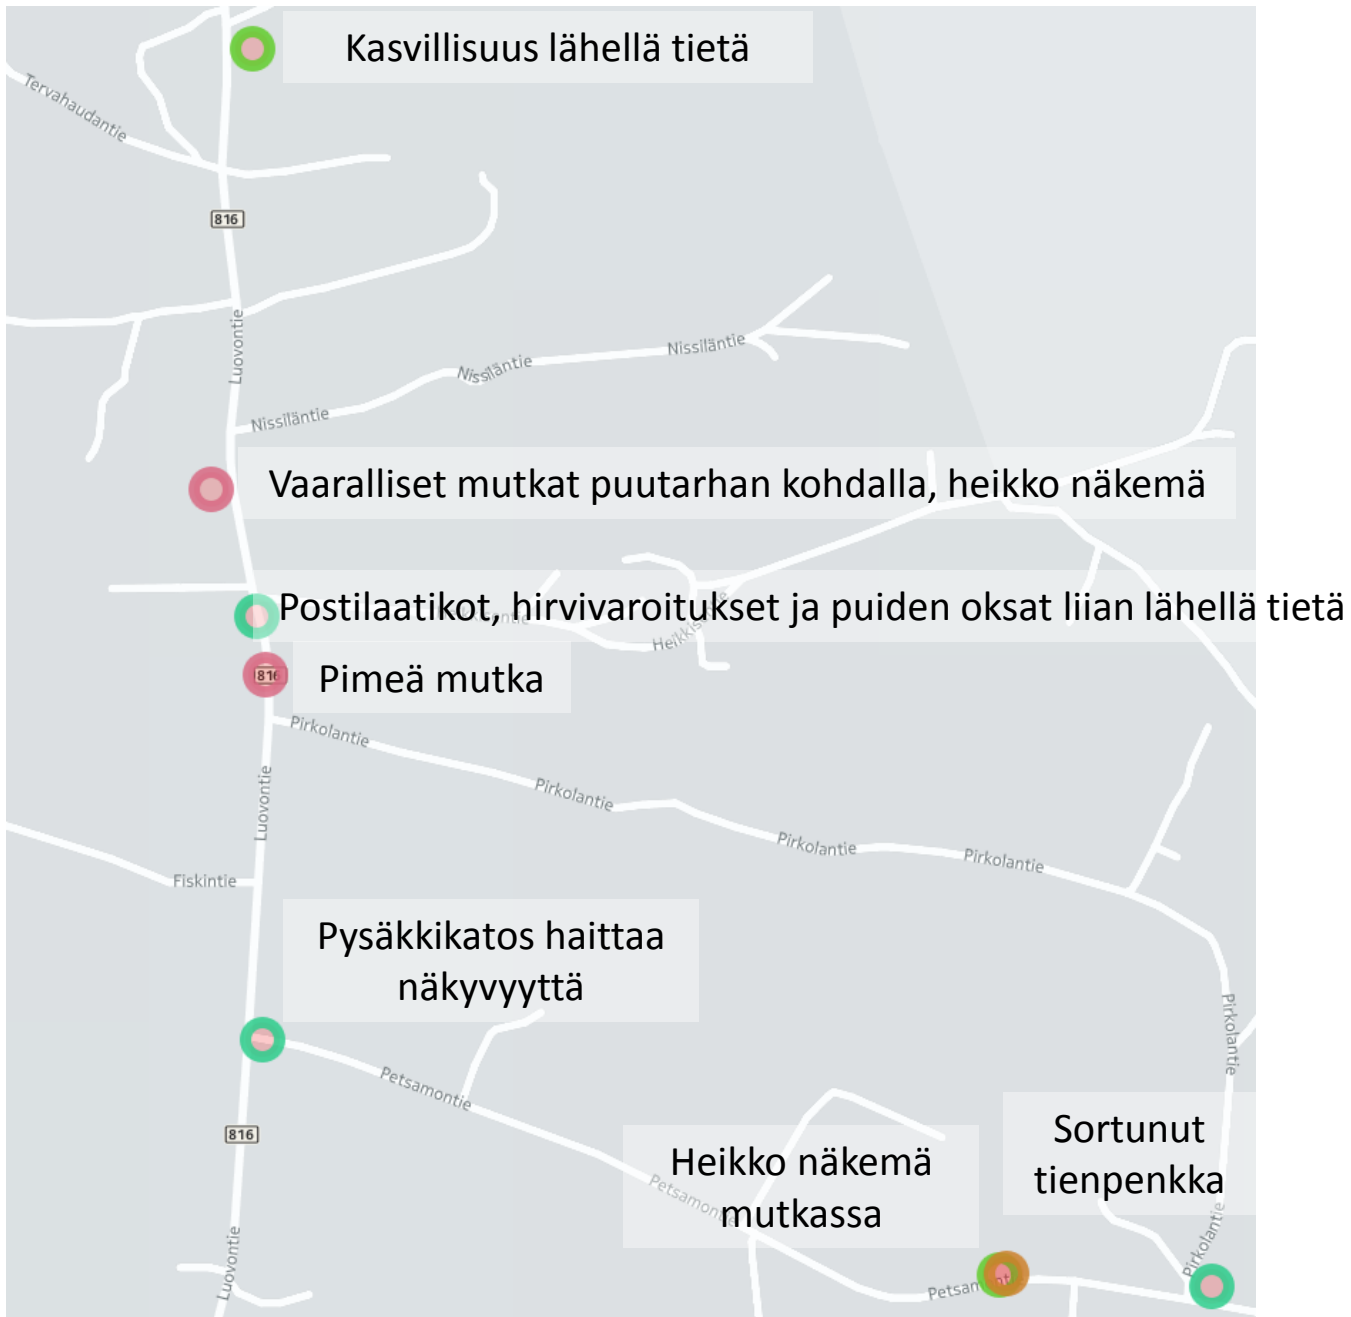 Kasvillisuus lähellä tietä
Tervahaudantie
816
Luovontie
Nissiläntie
Nissiläntie
Nissiläntie
Vaaralliset mutkat puutarhan kohdalla, heikko näkemä
Postilaatikot, hirvivaroitukset ja puiden oksat liian lähellä tietä
816
Pimeä mutka
Pirkolantie
Luovontie
Pirkolantie
Pirkolantie
Pirkolantie
Fiskintie
Pysäkkikatos haittaa
näkyvyyttä
Pirkolantie
Petsamontie
816
Sortunut
tienpenkka
Heikko näkemä
mutkassa
Petsamontie
Pirkolantie
Luovontie